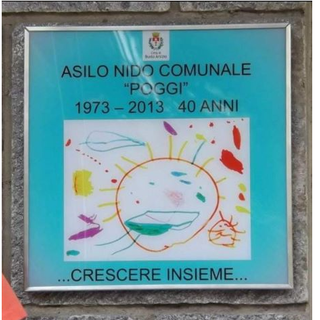 ASILO NIDO COMUNALE
"POGGI"
1973 – 2013 40 ANNI
...CRESCERE INSIEME...